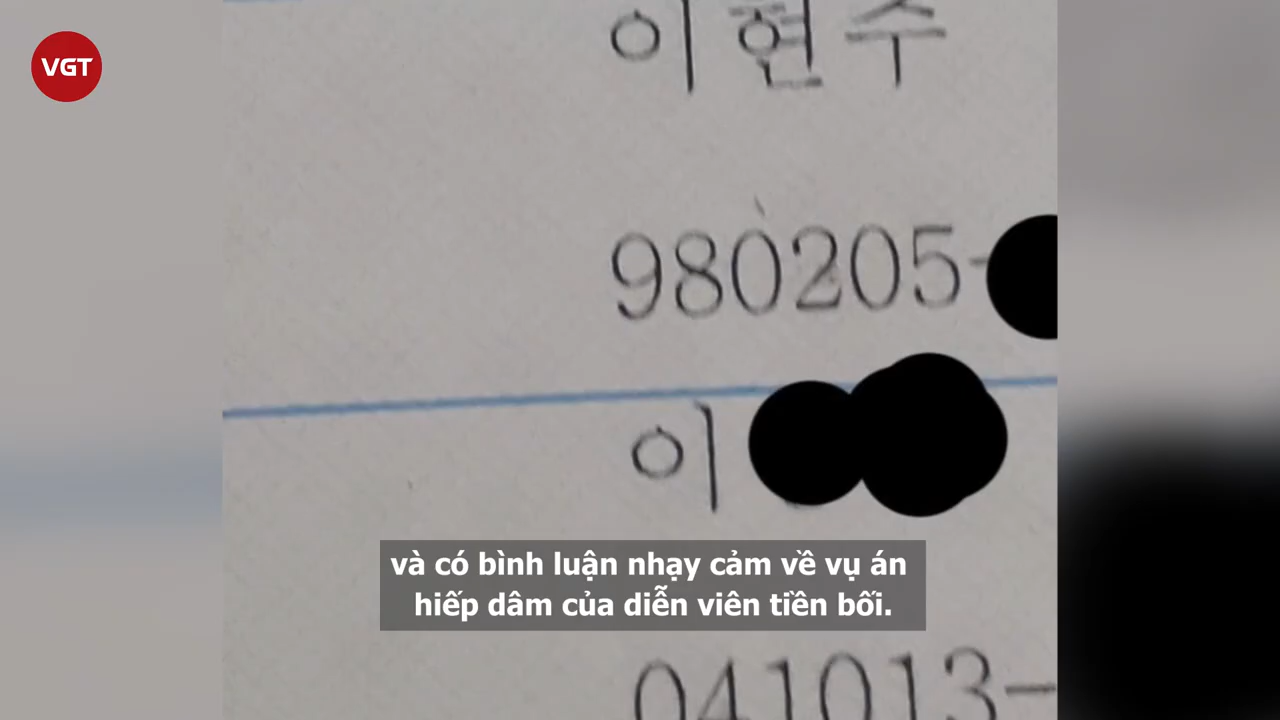 VGT
이현수
980205-
이
và có bình luận nhạy cảm về vụ án
hiếp dâm của diễn viên tiền bối.
041013-